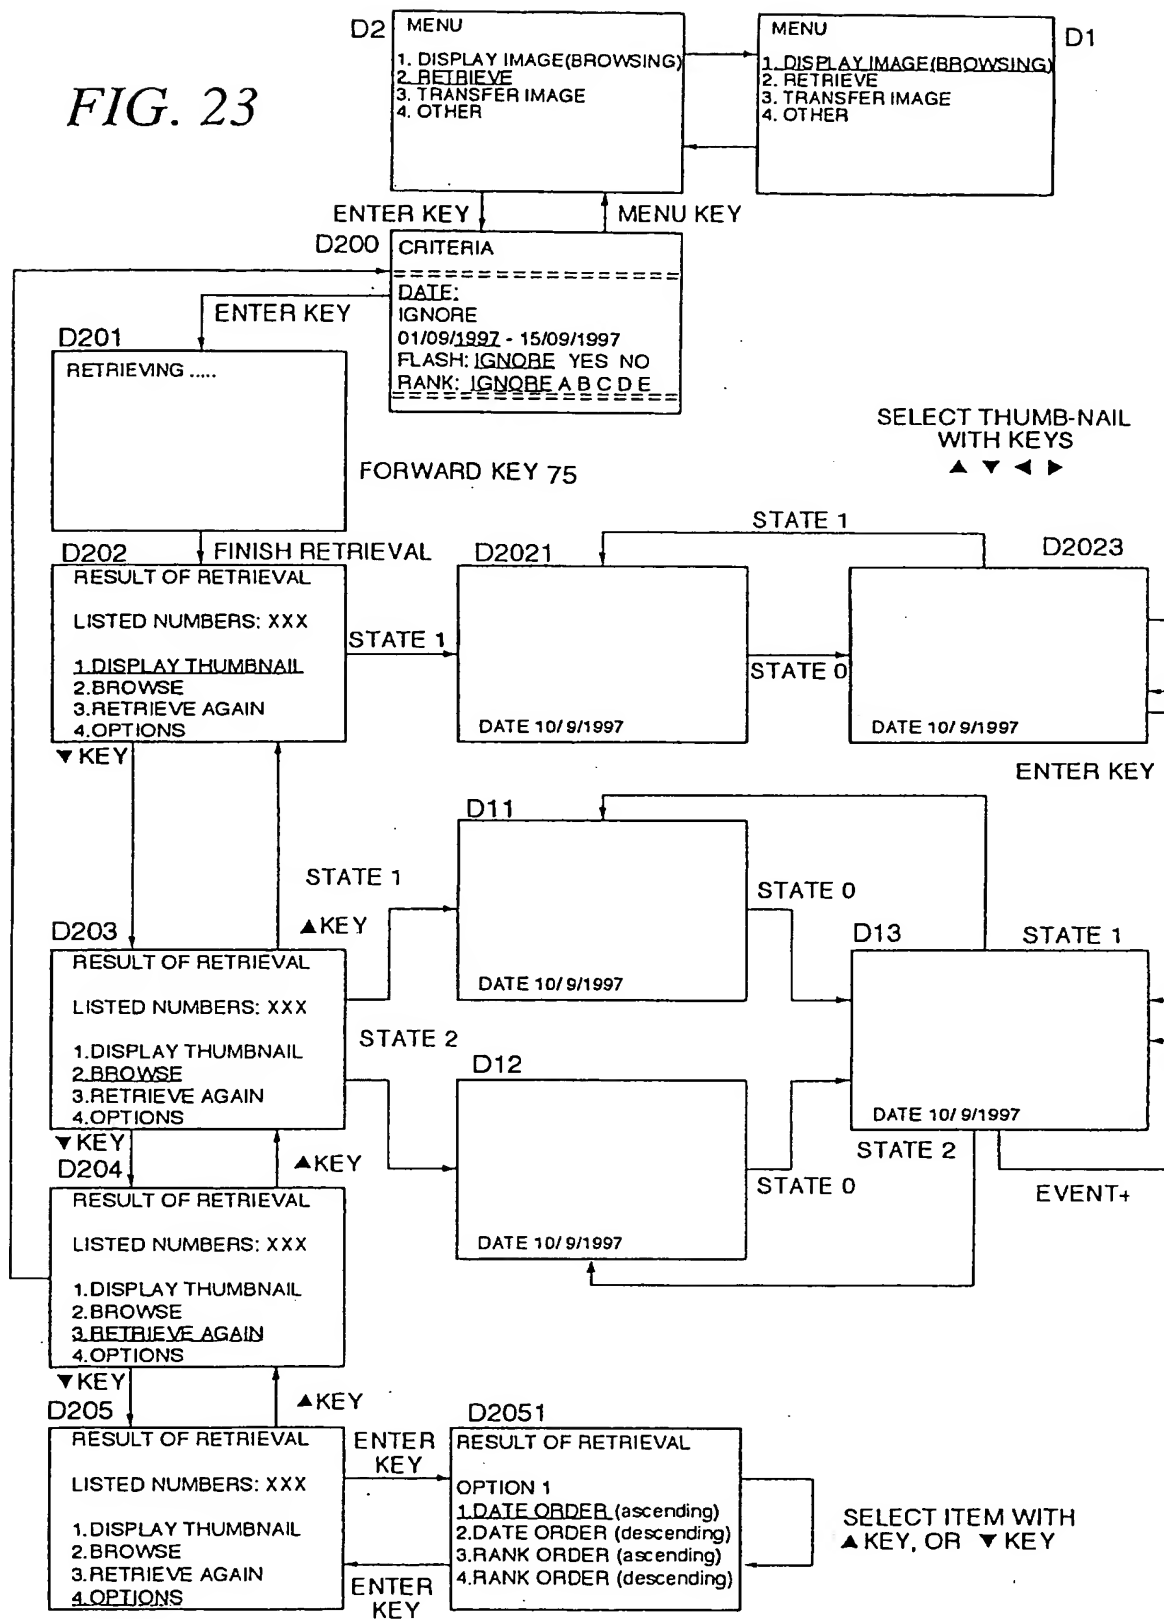 FIG. 23
D2
MENU
1. DISPLAY IMAGE(BROWSING)
2. RETRIEVE
3. TRANSFER IMAGE
4. OTHER
D1
MENU
1. DISPLAY IMAGE(BROWSING)
2. RETRIEVE
3. TRANSFER IMAGE
4. OTHER
ENTER KEY
MENU KEY
D200
CRITERIA
====================
DATE:
IGNORE
01/09/1997 - 15/09/1997
FLASH: IGNORE YES NO
RANK: IGNORE A B C D E
====================
ENTER KEY
D201
RETRIEVING .....
FORWARD KEY 75
SELECT THUMB-NAIL
WITH KEYS
▲ ▼ ◀ ▶
FINISH RETRIEVAL
D202
RESULT OF RETRIEVAL
LISTED NUMBERS: XXX
1.DISPLAY THUMBNAIL
2.BROWSE
3.RETRIEVE AGAIN
4.OPTIONS
▼ KEY
STATE 1
D2021
DATE 10/ 9/1997
STATE 1
STATE 0
D2023
DATE 10/ 9/1997
ENTER KEY
▲ KEY
D203
RESULT OF RETRIEVAL
LISTED NUMBERS: XXX
1.DISPLAY THUMBNAIL
2.BROWSE
3.RETRIEVE AGAIN
4.OPTIONS
▼ KEY
STATE 1
D11
DATE 10/ 9/1997
STATE 0
STATE 2
D12
DATE 10/ 9/1997
STATE 0
D13
STATE 1
DATE 10/ 9/1997
STATE 2
EVENT+
▲ KEY
D204
RESULT OF RETRIEVAL
LISTED NUMBERS: XXX
1.DISPLAY THUMBNAIL
2.BROWSE
3.RETRIEVE AGAIN
4.OPTIONS
▼ KEY
▲ KEY
D205
RESULT OF RETRIEVAL
LISTED NUMBERS: XXX
1.DISPLAY THUMBNAIL
2.BROWSE
3.RETRIEVE AGAIN
4.OPTIONS
ENTER
KEY
ENTER
KEY
D2051
RESULT OF RETRIEVAL
OPTION 1
1.DATE ORDER (ascending)
2.DATE ORDER (descending)
3.RANK ORDER (ascending)
4.RANK ORDER (descending)
SELECT ITEM WITH
▲ KEY, OR ▼ KEY